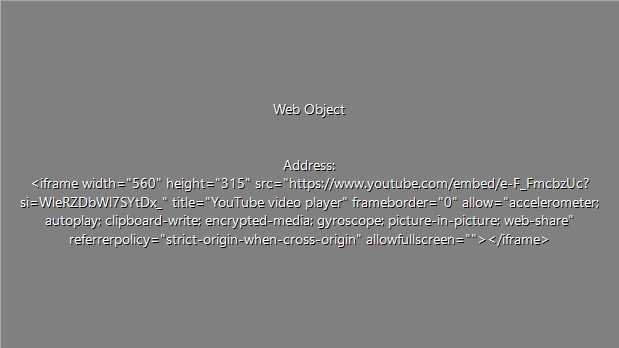 Web Object
Address:
<iframe width="560" height="315" src="https://www.youtube.com/embed/e-F_FmcbzUc?
si=WIeRZDbWl7SYtDx_" title="YouTube video player" frameborder="0" allow="accelerometer;
autoplay; clipboard-write; encrypted-media; gyroscope; picture-in-picture; web-share"
referrerpolicy="strict-origin-when-cross-origin" allowfullscreen=""></iframe>